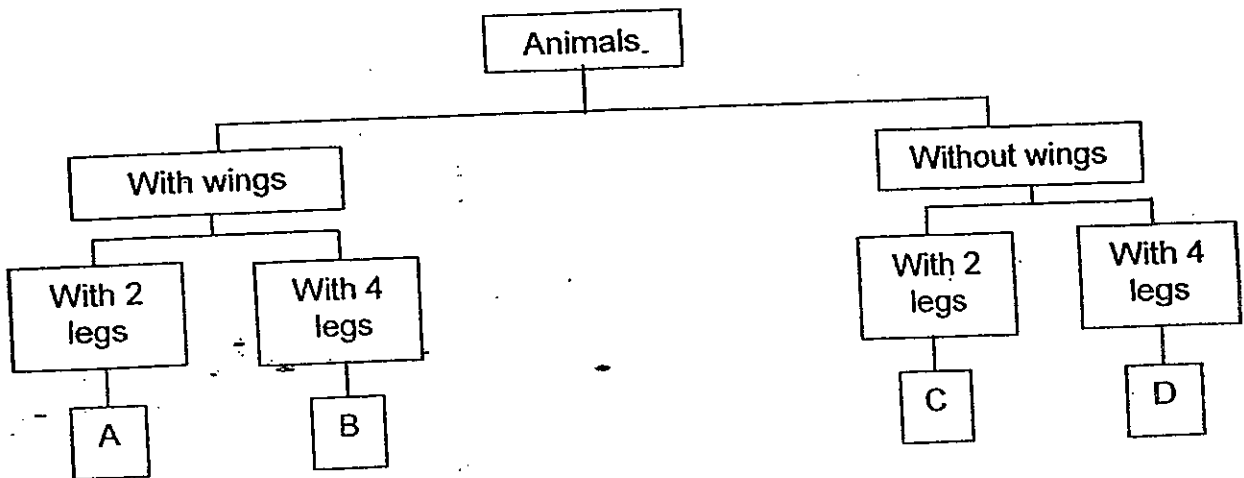 Animals
With wings
Without wings
With 2
legs
With 4
legs
With 2
legs
With 4
legs
A
B
C
D